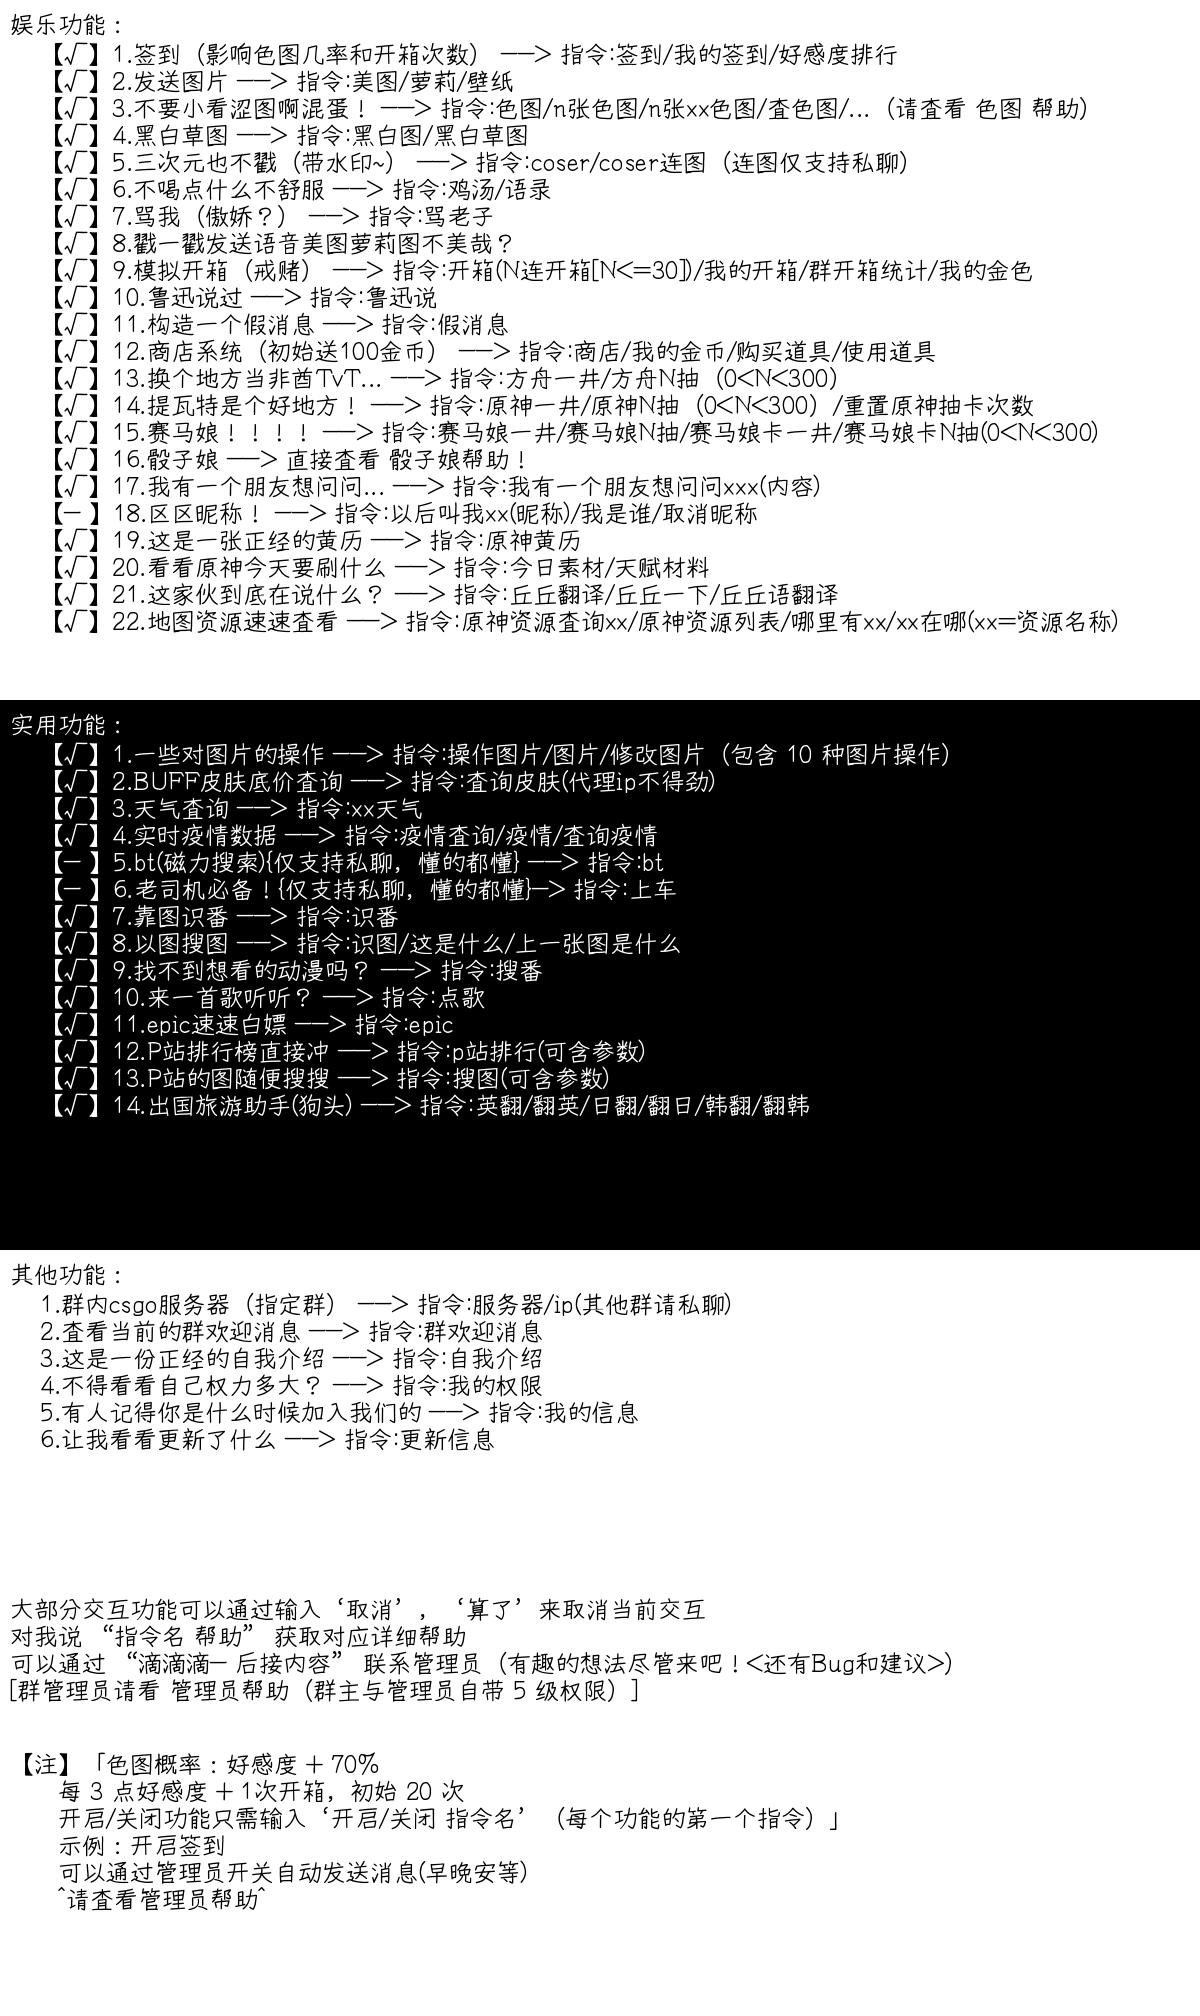 娱乐功能：
【√】1.签到（影响色图几率和开箱次数） ——> 指令:签到/我的签到/好感度排行
【√】2.发送图片 ——> 指令:美图/萝莉/壁纸
【√】3.不要小看涩图啊混蛋！ ——> 指令:色图/n张色图/n张xx色图/查色图/...（请查看 色图 帮助）
【√】4.黑白草图 ——> 指令:黑白图/黑白草图
【√】5.三次元也不戳（带水印~） ——> 指令:coser/coser连图（连图仅支持私聊）
【√】6.不喝点什么不舒服 ——> 指令:鸡汤/语录
【√】7.骂我（傲娇？） ——> 指令:骂老子
【√】8.戳一戳发送语音美图萝莉图不美哉？
【√】9.模拟开箱（戒赌） ——> 指令:开箱(N连开箱[N<=30])/我的开箱/群开箱统计/我的金色
【√】10.鲁迅说过 ——> 指令:鲁迅说
【√】11.构造一个假消息 ——> 指令:假消息
【√】12.商店系统（初始送100金币） ——> 指令:商店/我的金币/购买道具/使用道具
【√】13.换个地方当非酋TvT... ——> 指令:方舟一井/方舟N抽（0<N<300）
【√】14.提瓦特是个好地方！ ——> 指令:原神一井/原神N抽（0<N<300）/重置原神抽卡次数
【√】15.赛马娘！！！！ ——> 指令:赛马娘一井/赛马娘N抽/赛马娘卡一井/赛马娘卡N抽(0<N<300)
【√】16.骰子娘 ——> 直接查看 骰子娘帮助！
【√】17.我有一个朋友想问问... ——> 指令:我有一个朋友想问问xxx(内容)
【— 】18.区区昵称！ ——> 指令:以后叫我xx(昵称)/我是谁/取消昵称
【√】19.这是一张正经的黄历 ——> 指令:原神黄历
【√】20.看看原神今天要刷什么 ——> 指令:今日素材/天赋材料
【√】21.这家伙到底在说什么？ ——> 指令:丘丘翻译/丘丘一下/丘丘语翻译
【√】22.地图资源速速查看 ——> 指令:原神资源查询xx/原神资源列表/哪里有xx/xx在哪(xx=资源名称)
实用功能：
【√】1.一些对图片的操作 ——> 指令:操作图片/图片/修改图片（包含 10 种图片操作）
【√】2.BUFF皮肤底价查询 ——> 指令:查询皮肤(代理ip不得劲)
【√】3.天气查询 ——> 指令:xx天气
【√】4.实时疫情数据 ——> 指令:疫情查询/疫情/查询疫情
【— 】5.bt(磁力搜索){仅支持私聊，懂的都懂} ——> 指令:bt
【— 】6.老司机必备！{仅支持私聊，懂的都懂}—> 指令:上车
【√】7.靠图识番 ——> 指令:识番
【√】8.以图搜图 ——> 指令:识图/这是什么/上一张图是什么
【√】9.找不到想看的动漫吗？ ——> 指令:搜番
【√】10.来一首歌听听？ ——> 指令:点歌
【√】11.epic速速白嫖 ——> 指令:epic
【√】12.P站排行榜直接冲 ——> 指令:p站排行(可含参数)
【√】13.P站的图随便搜搜 ——> 指令:搜图(可含参数)
【√】14.出国旅游助手(狗头) ——> 指令:英翻/翻英/日翻/翻日/韩翻/翻韩
其他功能：
1.群内csgo服务器（指定群） ——> 指令:服务器/ip(其他群请私聊)
2.查看当前的群欢迎消息 ——> 指令:群欢迎消息
3.这是一份正经的自我介绍 ——> 指令:自我介绍
4.不得看看自己权力多大？ ——> 指令:我的权限
5.有人记得你是什么时候加入我们的 ——> 指令:我的信息
6.让我看看更新了什么 ——> 指令:更新信息
大部分交互功能可以通过输入‘取消’，‘算了’来取消当前交互
对我说 “指令名 帮助” 获取对应详细帮助
可以通过 “滴滴滴— 后接内容” 联系管理员（有趣的想法尽管来吧！<还有Bug和建议>）
[群管理员请看 管理员帮助（群主与管理员自带 5 级权限）]
【注】「色图概率：好感度 + 70%
每 3 点好感度 + 1次开箱，初始 20 次
开启/关闭功能只需输入‘开启/关闭 指令名’（每个功能的第一个指令）」
示例：开启签到
可以通过管理员开关自动发送消息(早晚安等)
^请查看管理员帮助^